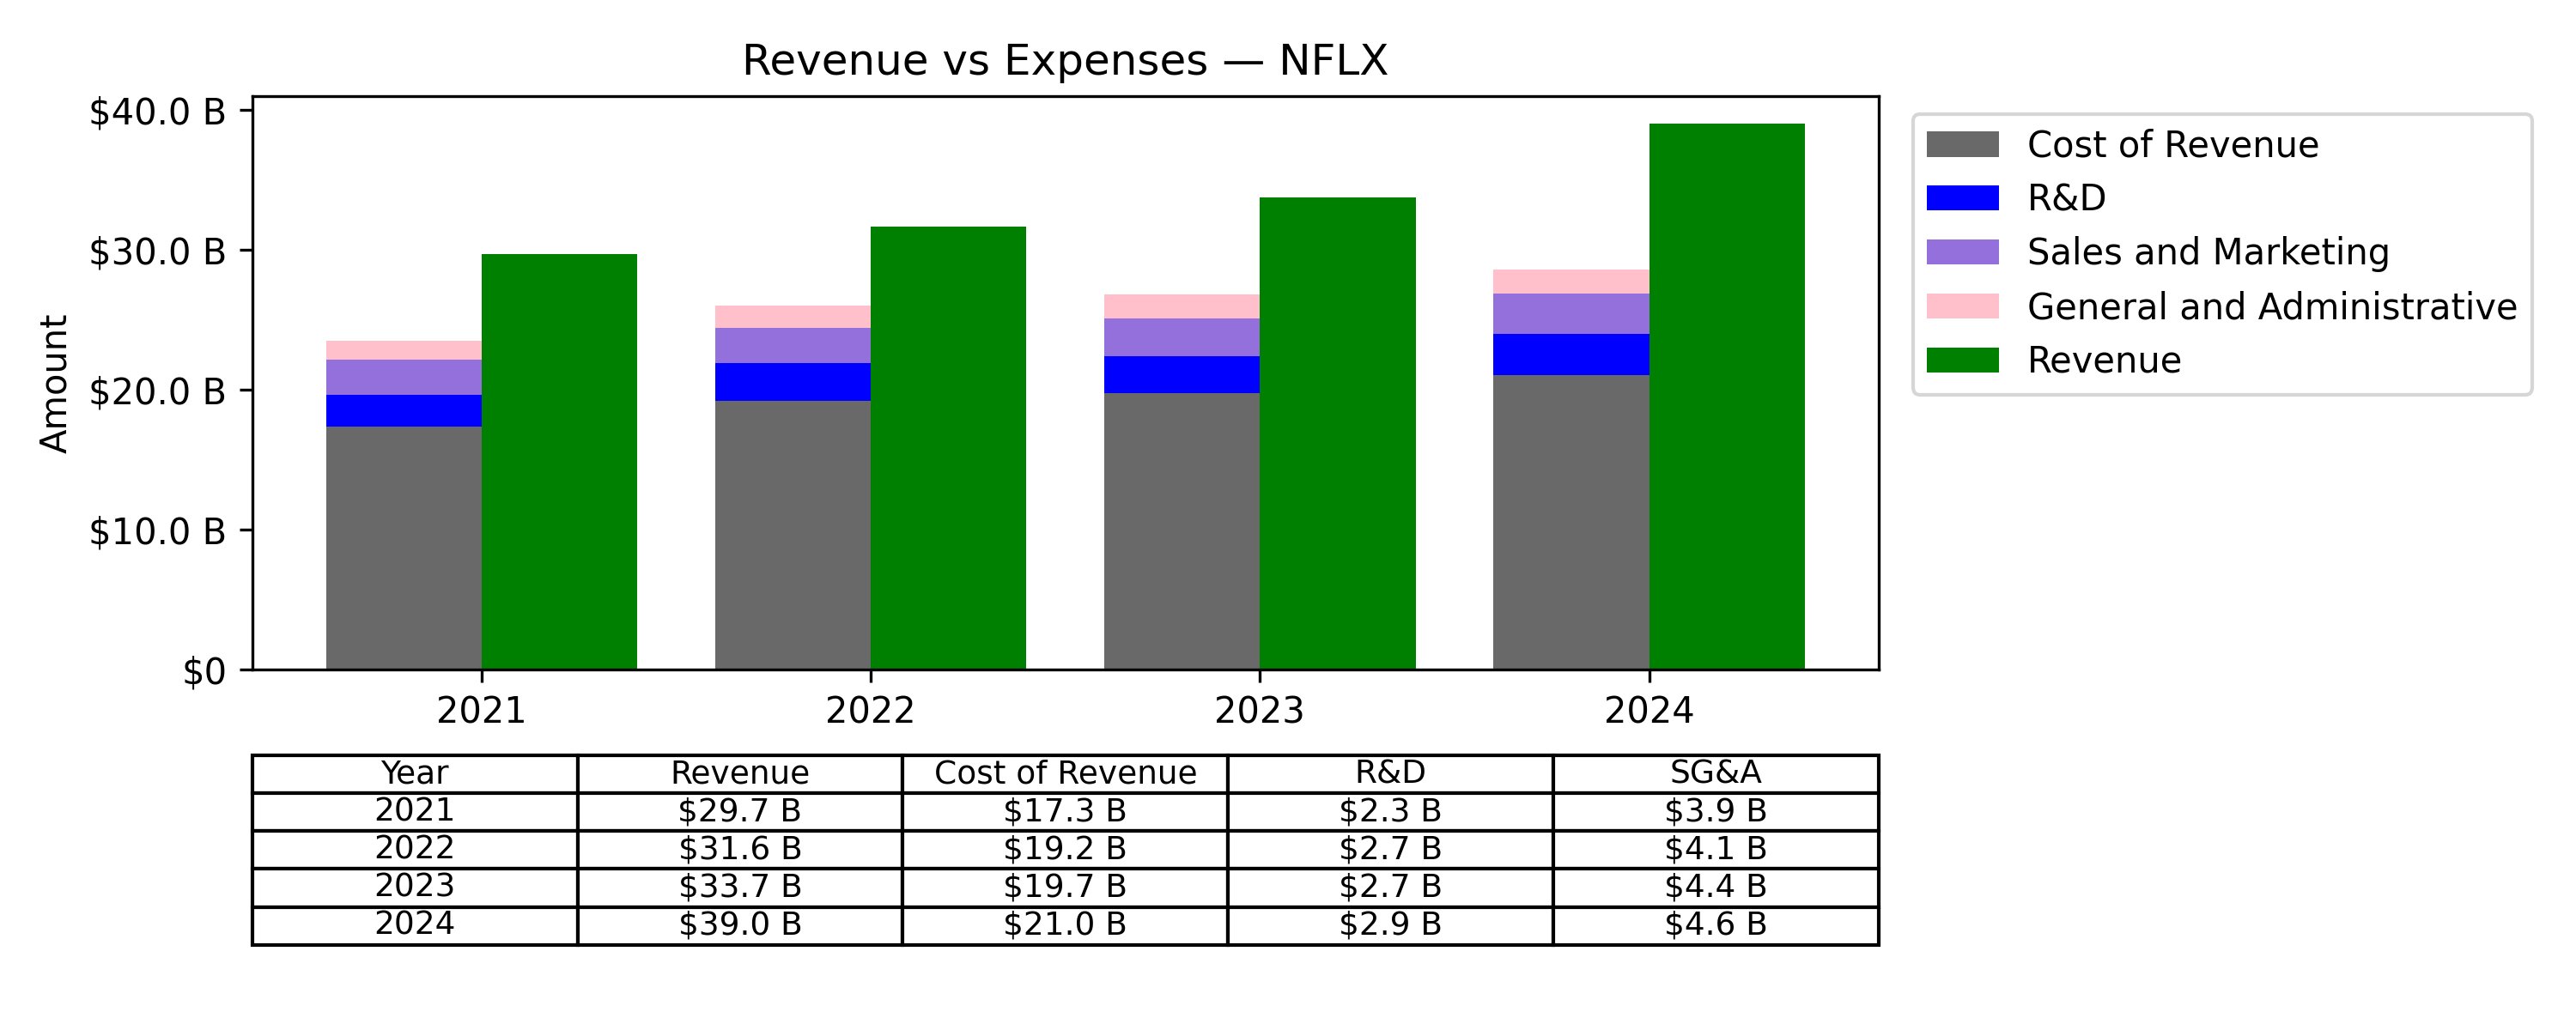 Revenue vs Expenses — NFLX
$40.0 B
$30.0 B
$20.0 B
$10.0 B
$0
Amount
2021 2022 2023 2024
Cost of Revenue
R&D
Sales and Marketing
General and Administrative
Revenue
Year Revenue Cost of Revenue R&D SG&A
2021 $29.7 B $17.3 B $2.3 B $3.9 B
2022 $31.6 B $19.2 B $2.7 B $4.1 B
2023 $33.7 B $19.7 B $2.7 B $4.4 B
2024 $39.0 B $21.0 B $2.9 B $4.6 B